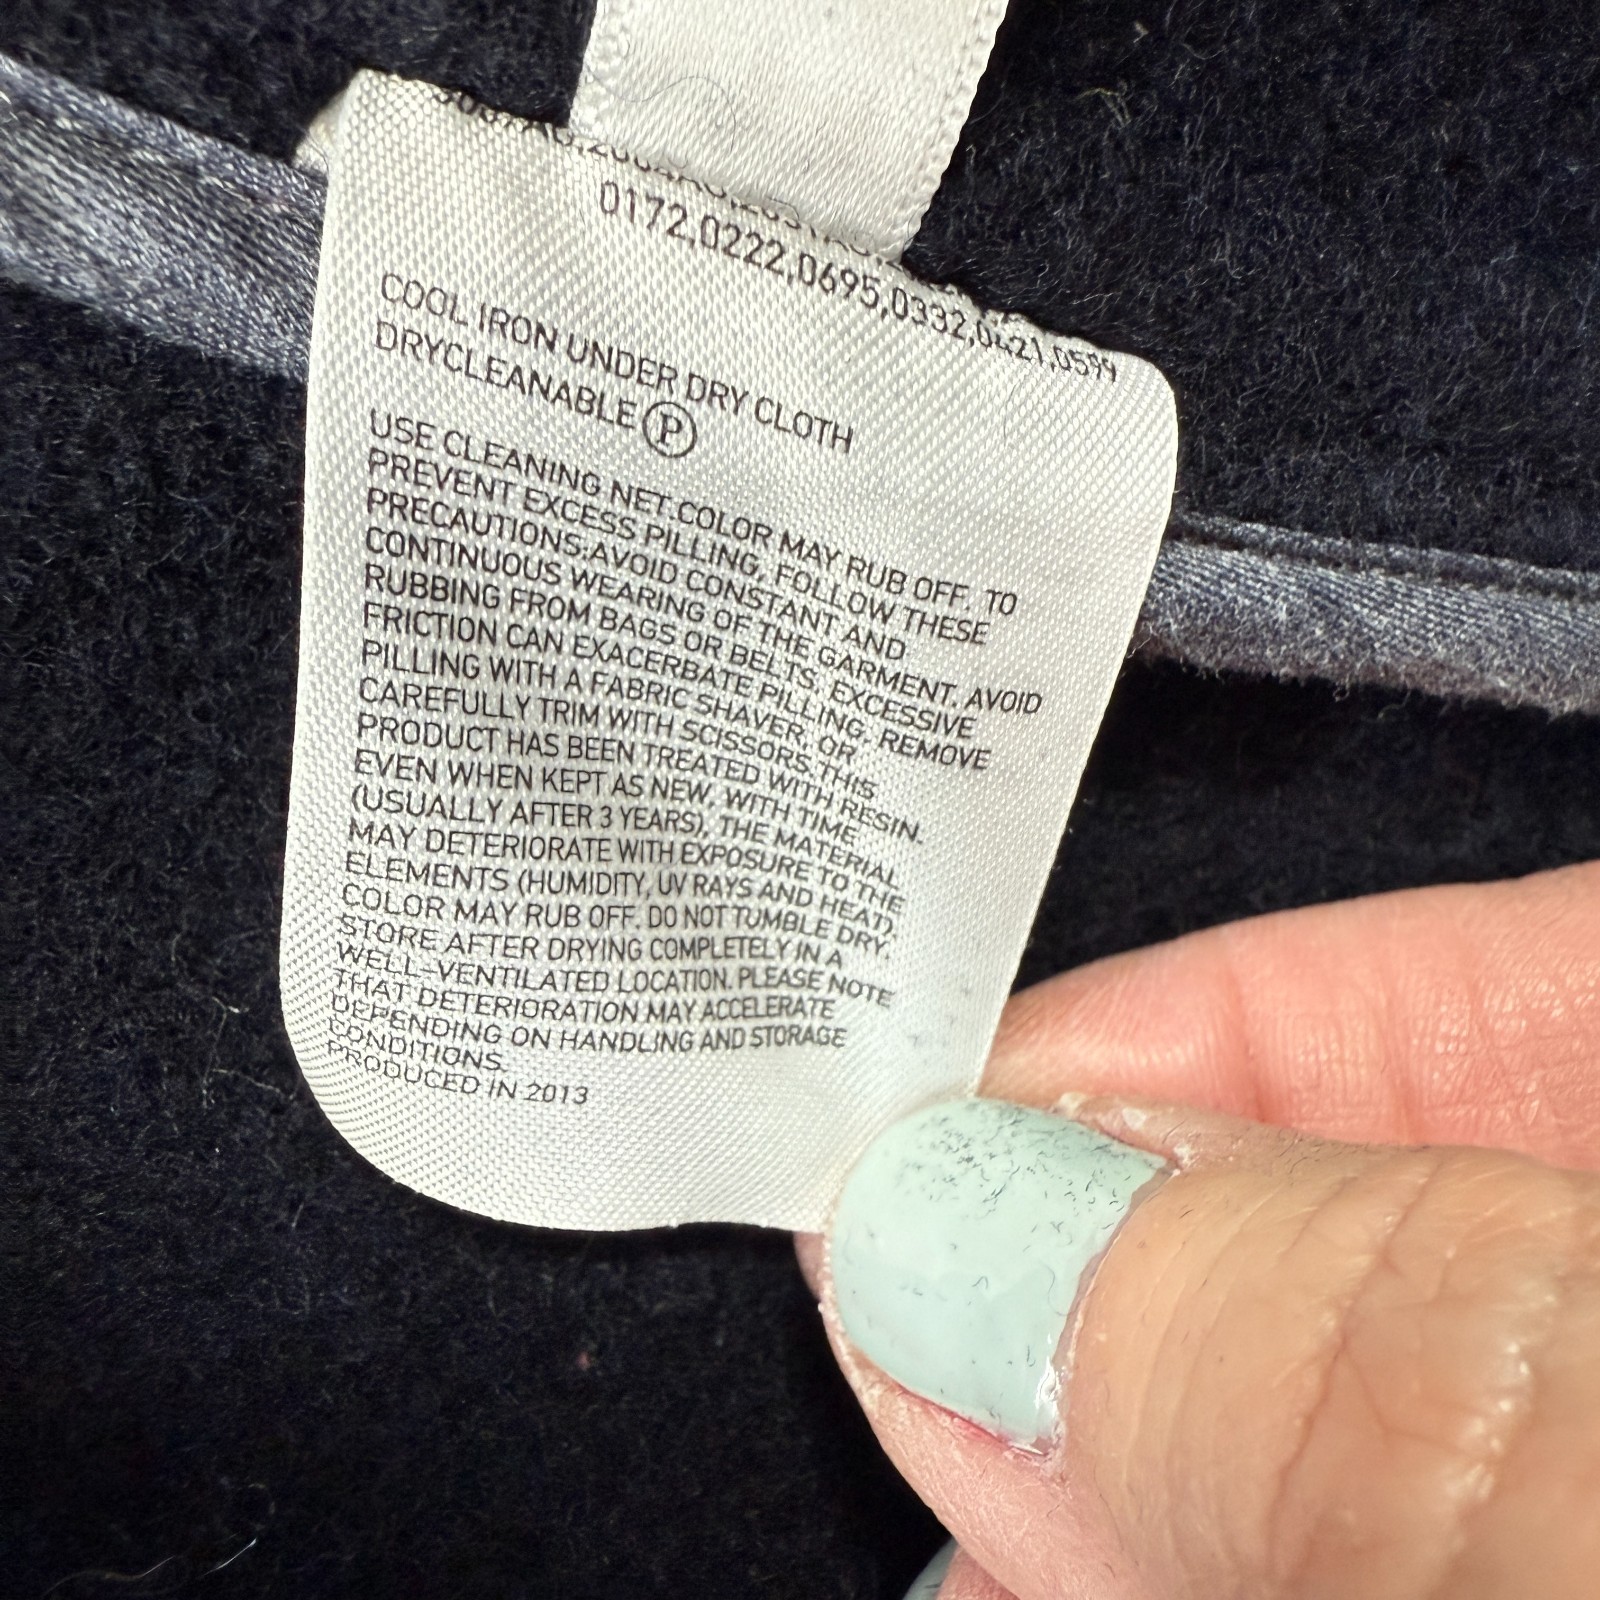 0172,0222,0695,0332,0421,0599
COOL IRON UNDER DRY CLOTH
DRYCLEANABLE Ⓟ
USE CLEANING NET.COLOR MAY RUB OFF. TO
PREVENT EXCESS PILLING, FOLLOW THESE
PRECAUTIONS:AVOID CONSTANT AND
CONTINUOUS WEARING OF THE GARMENT. AVOID
RUBBING FROM BAGS OR BELTS. EXCESSIVE
FRICTION CAN EXACERBATE PILLING. REMOVE
PILLING WITH A FABRIC SHAVER, OR
CAREFULLY TRIM WITH SCISSORS.THIS
PRODUCT HAS BEEN TREATED WITH RESIN.
EVEN WHEN KEPT AS NEW, WITH TIME
(USUALLY AFTER 3 YEARS), THE MATERIAL
MAY DETERIORATE WITH EXPOSURE TO THE
ELEMENTS (HUMIDITY, UV RAYS AND HEAT).
COLOR MAY RUB OFF. DO NOT TUMBLE DRY.
STORE AFTER DRYING COMPLETELY IN A
WELL-VENTILATED LOCATION. PLEASE NOTE
THAT DETERIORATION MAY ACCELERATE
DEPENDING ON HANDLING AND STORAGE
CONDITIONS.
PRODUCED IN 2013